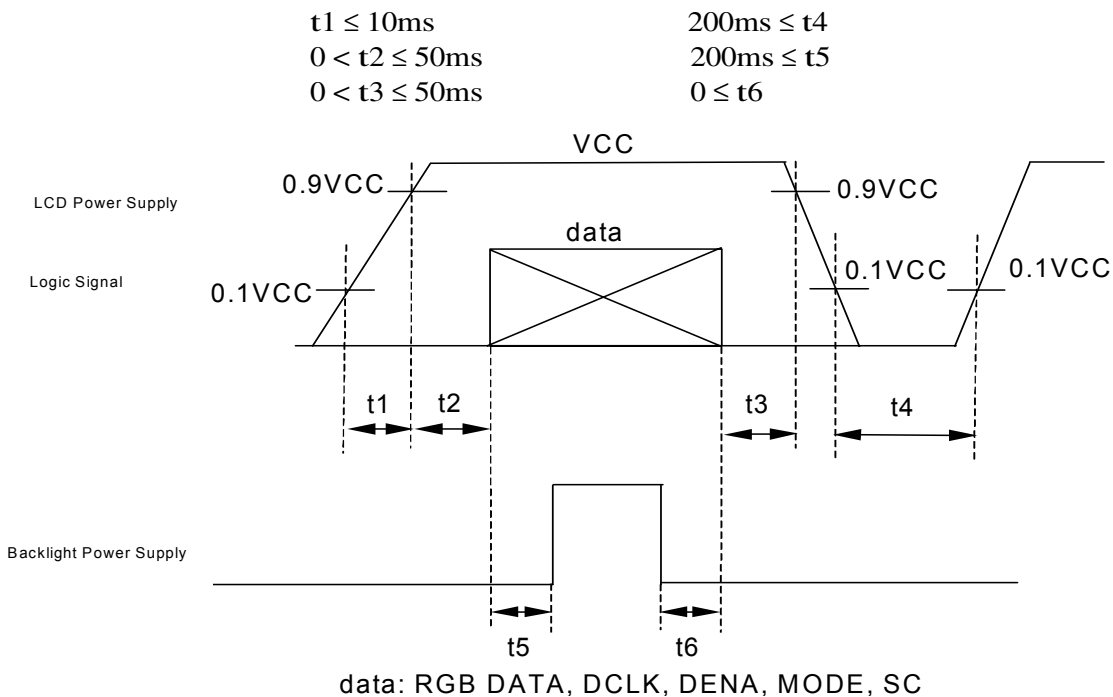 t1 ≤ 10ms 200ms ≤ t4
0 < t2 ≤ 50ms 200ms ≤ t5
0 < t3 ≤ 50ms 0 ≤ t6
VCC
0.9VCC 0.9VCC
LCD Power Supply
data
Logic Signal
0.1VCC 0.1VCC 0.1VCC
t1 t2 t3 t4
Backlight Power Supply
t5 t6
data: RGB DATA, DCLK, DENA, MODE, SC